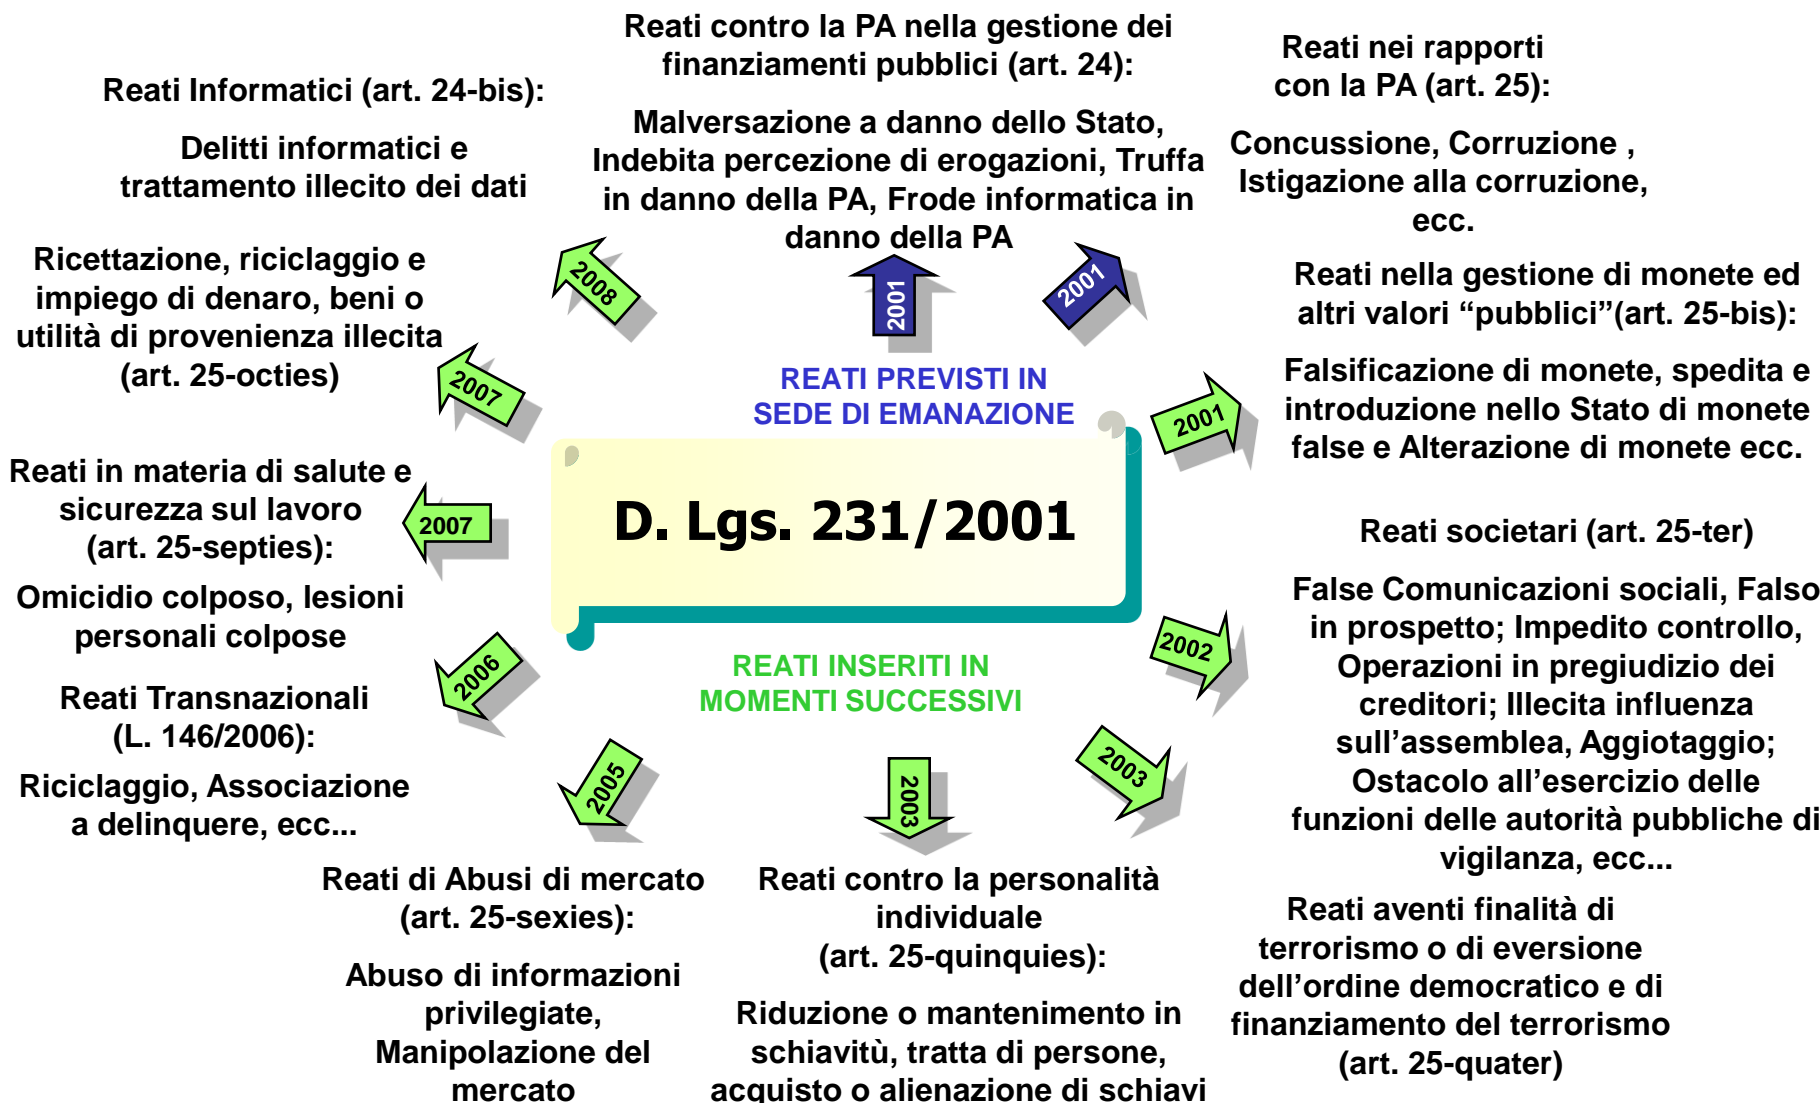 Reati contro la PA nella gestione dei
finanziamenti pubblici (art. 24):
Malversazione a danno dello Stato,
Indebita percezione di erogazioni, Truffa
in danno della PA, Frode informatica in
danno della PA
2001
Reati nei rapporti
con la PA (art. 25):
Concussione, Corruzione ,
Istigazione alla corruzione,
ecc.
2001
Reati nella gestione di monete ed
altri valori “pubblici”(art. 25-bis):
Falsificazione di monete, spedita e
introduzione nello Stato di monete
false e Alterazione di monete ecc.
2001
Reati societari (art. 25-ter)
False Comunicazioni sociali, Falso
in prospetto; Impedito controllo,
Operazioni in pregiudizio dei
creditori; Illecita influenza
sull’assemblea, Aggiotaggio;
Ostacolo all’esercizio delle
funzioni delle autorità pubbliche di
vigilanza, ecc...
2002
Reati aventi finalità di
terrorismo o di eversione
dell’ordine democratico e di
finanziamento del terrorismo
(art. 25-quater)
2003
Reati contro la personalità
individuale
(art. 25-quinquies):
Riduzione o mantenimento in
schiavitù, tratta di persone,
acquisto o alienazione di schiavi
2003
Reati di Abusi di mercato
(art. 25-sexies):
Abuso di informazioni
privilegiate,
Manipolazione del
mercato
2005
Reati Transnazionali
(L. 146/2006):
Riciclaggio, Associazione
a delinquere, ecc...
2006
Reati in materia di salute e
sicurezza sul lavoro
(art. 25-septies):
Omicidio colposo, lesioni
personali colpose
2007
Ricettazione, riciclaggio e
impiego di denaro, beni o
utilità di provenienza illecita
(art. 25-octies)
2007
Reati Informatici (art. 24-bis):
Delitti informatici e
trattamento illecito dei dati
2008
REATI PREVISTI IN
SEDE DI EMANAZIONE
D. Lgs. 231/2001
REATI INSERITI IN
MOMENTI SUCCESSIVI